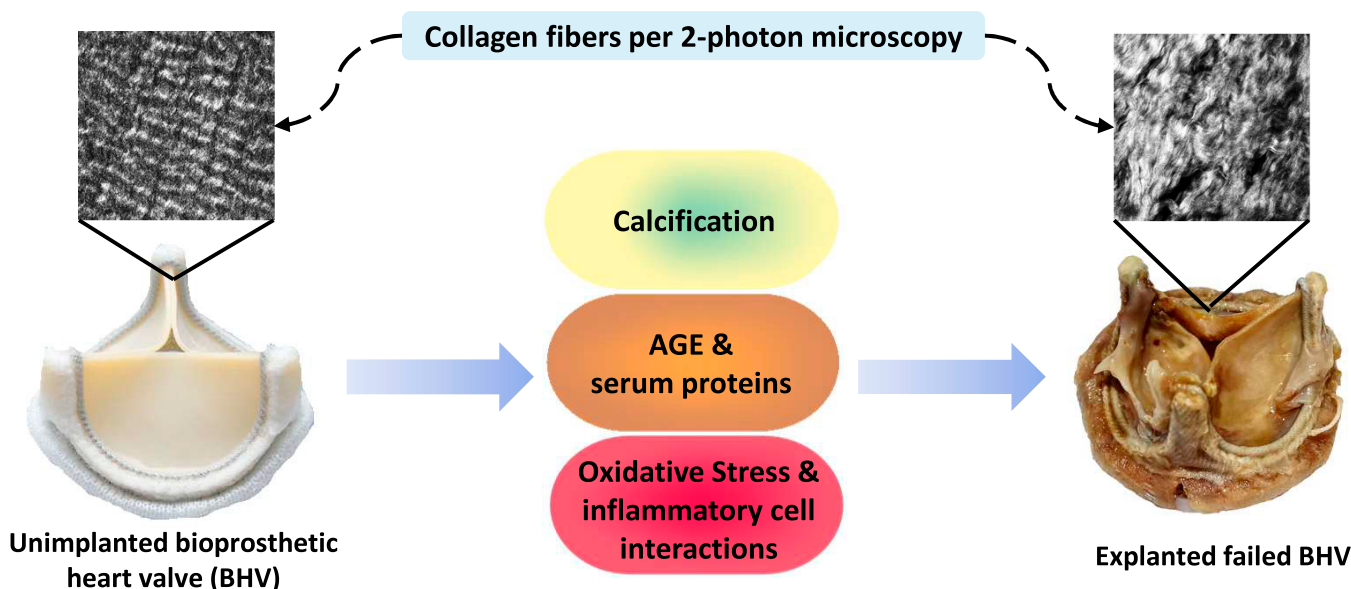 Collagen fibers per 2-photon microscopy
Calcification
AGE &
serum proteins
Oxidative Stress &
inflammatory cell
interactions
Unimplanted bioprosthetic
heart valve (BHV)
Explanted failed BHV